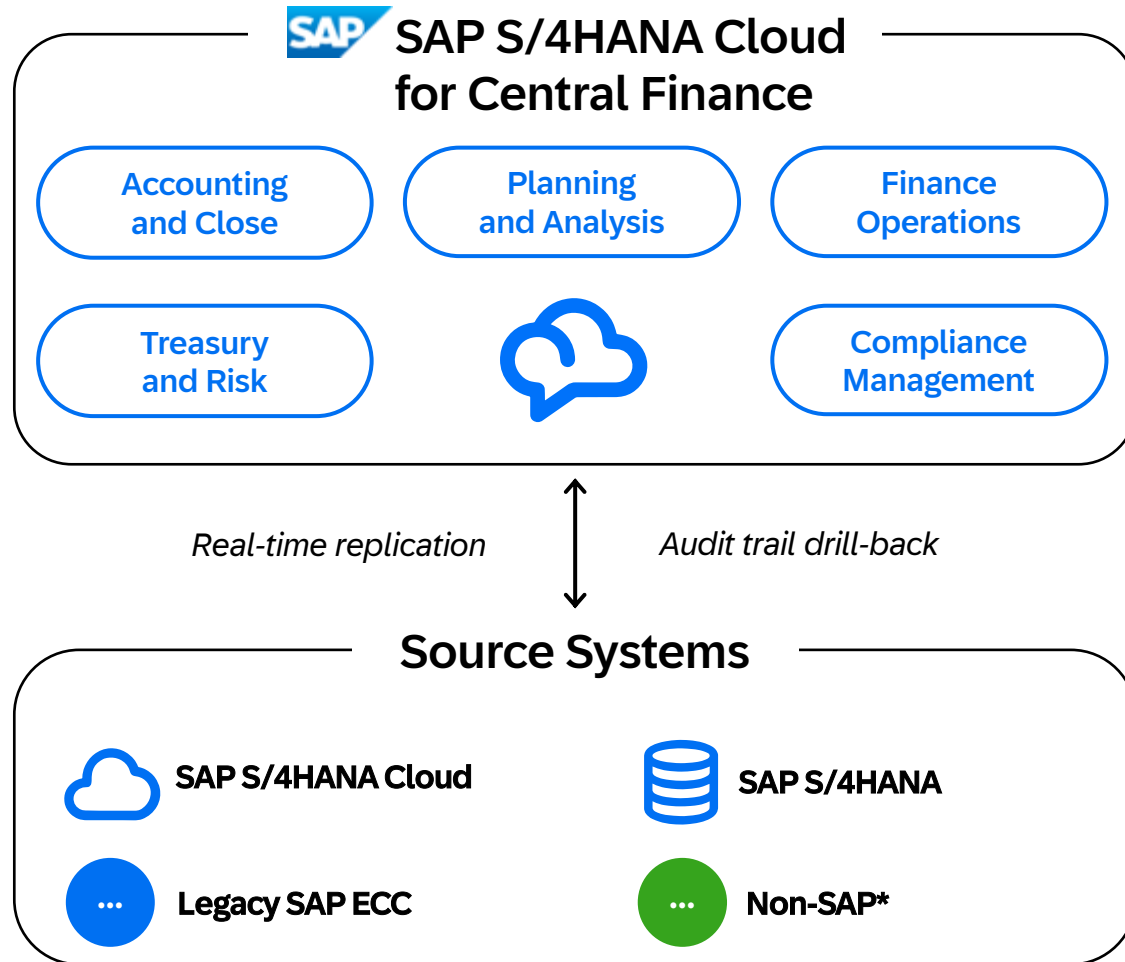 SAP SAP S/4HANA Cloud
for Central Finance
Accounting
and Close
Planning
and Analysis
Finance
Operations
Treasury
and Risk
Compliance
Management
Real-time replication
Audit trail drill-back
Source Systems
SAP S/4HANA Cloud
SAP S/4HANA
... Legacy SAP ECC
... Non-SAP*